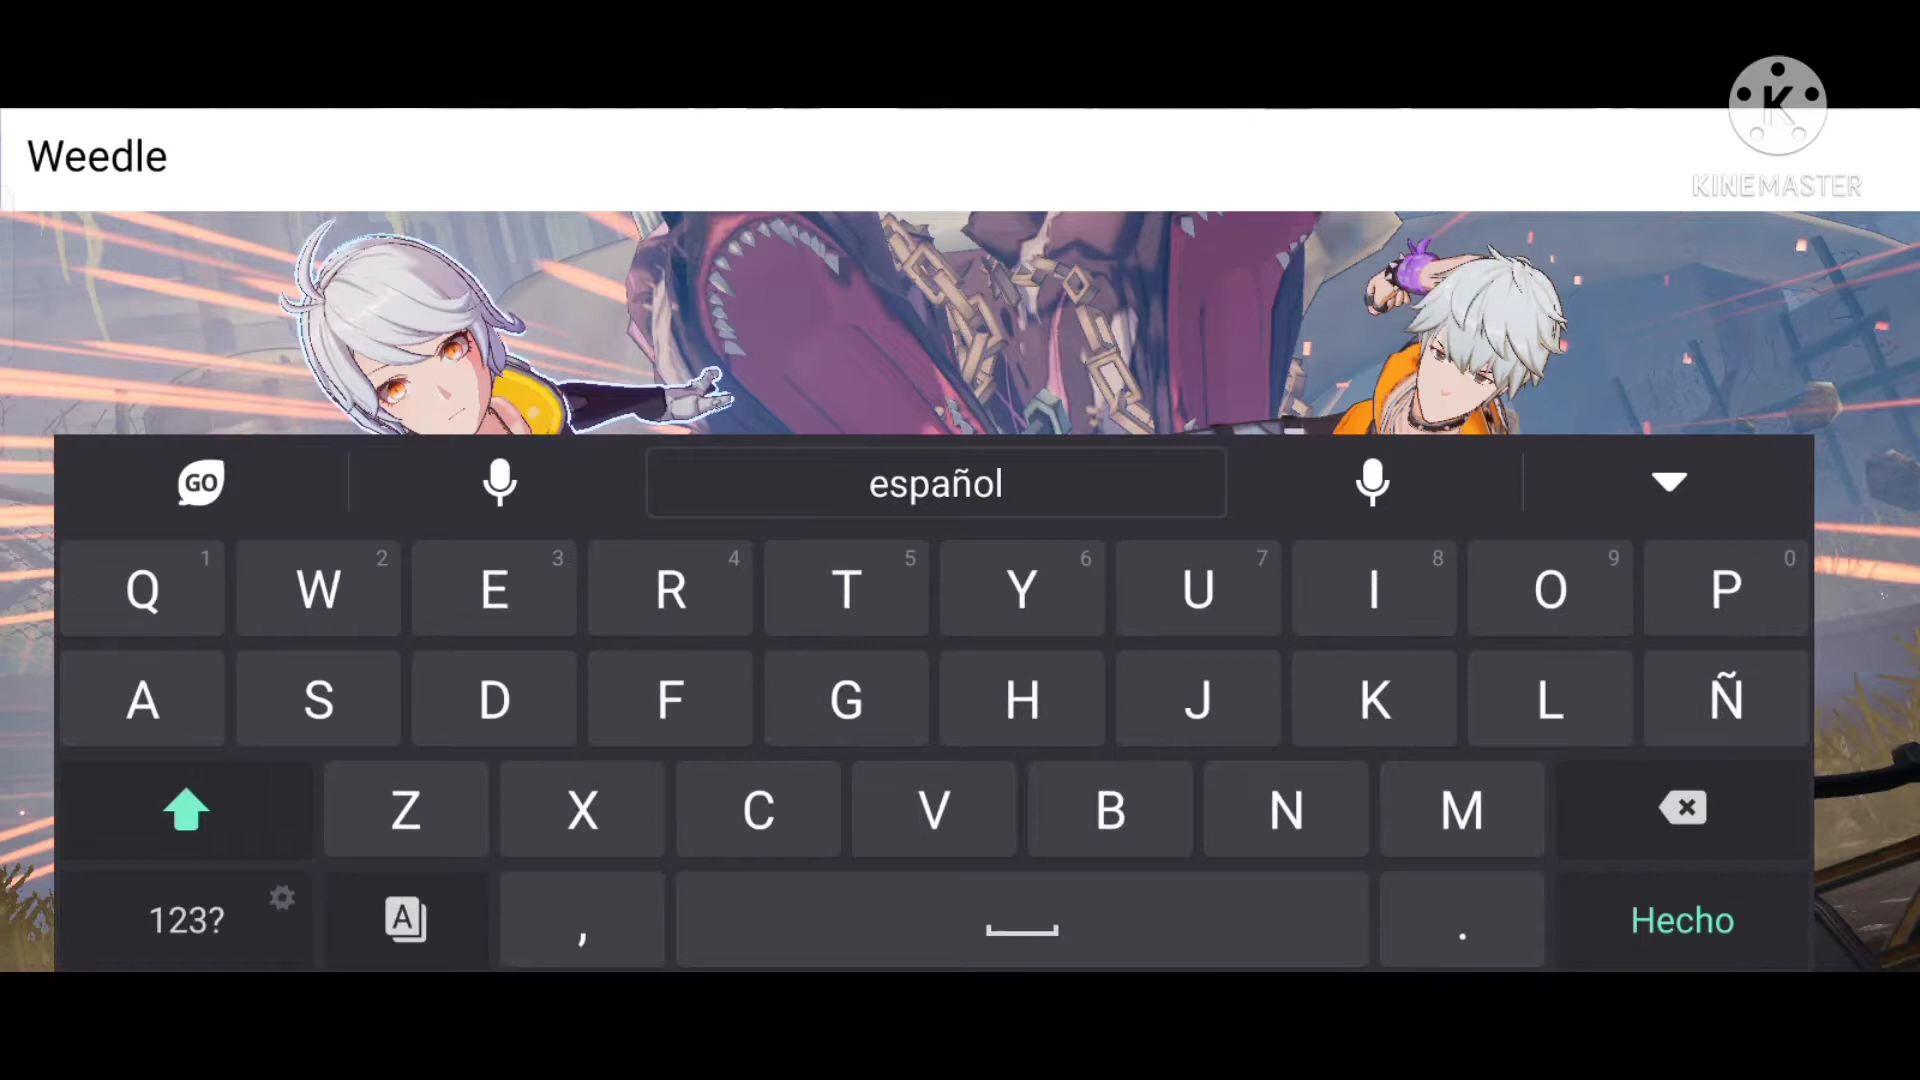 Weedle
K
KINEMASTER
GO
español
Q 1 W 2 E 3 R 4 T 5 Y 6 U 7 I 8 O 9 P 0
A S D F G H J K L Ñ
Z X C V B N M
123? A , . Hecho